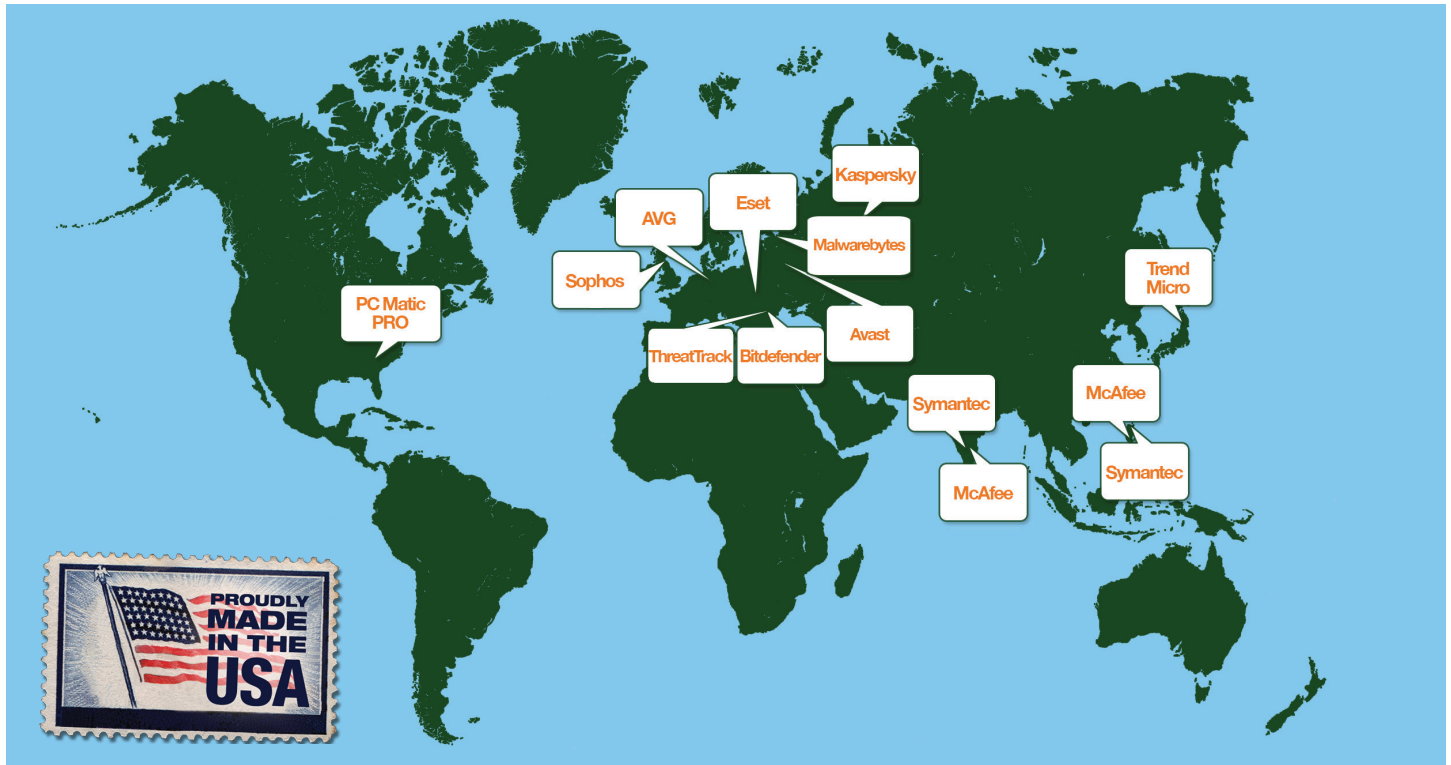 Kaspersky
Eset
AVG
Malwarebytes
Sophos
Trend
Micro
PC Matic
PRO
Avast
ThreatTrack
Bitdefender
McAfee
Symantec
Symantec
McAfee
PROUDLY
MADE
IN THE
USA